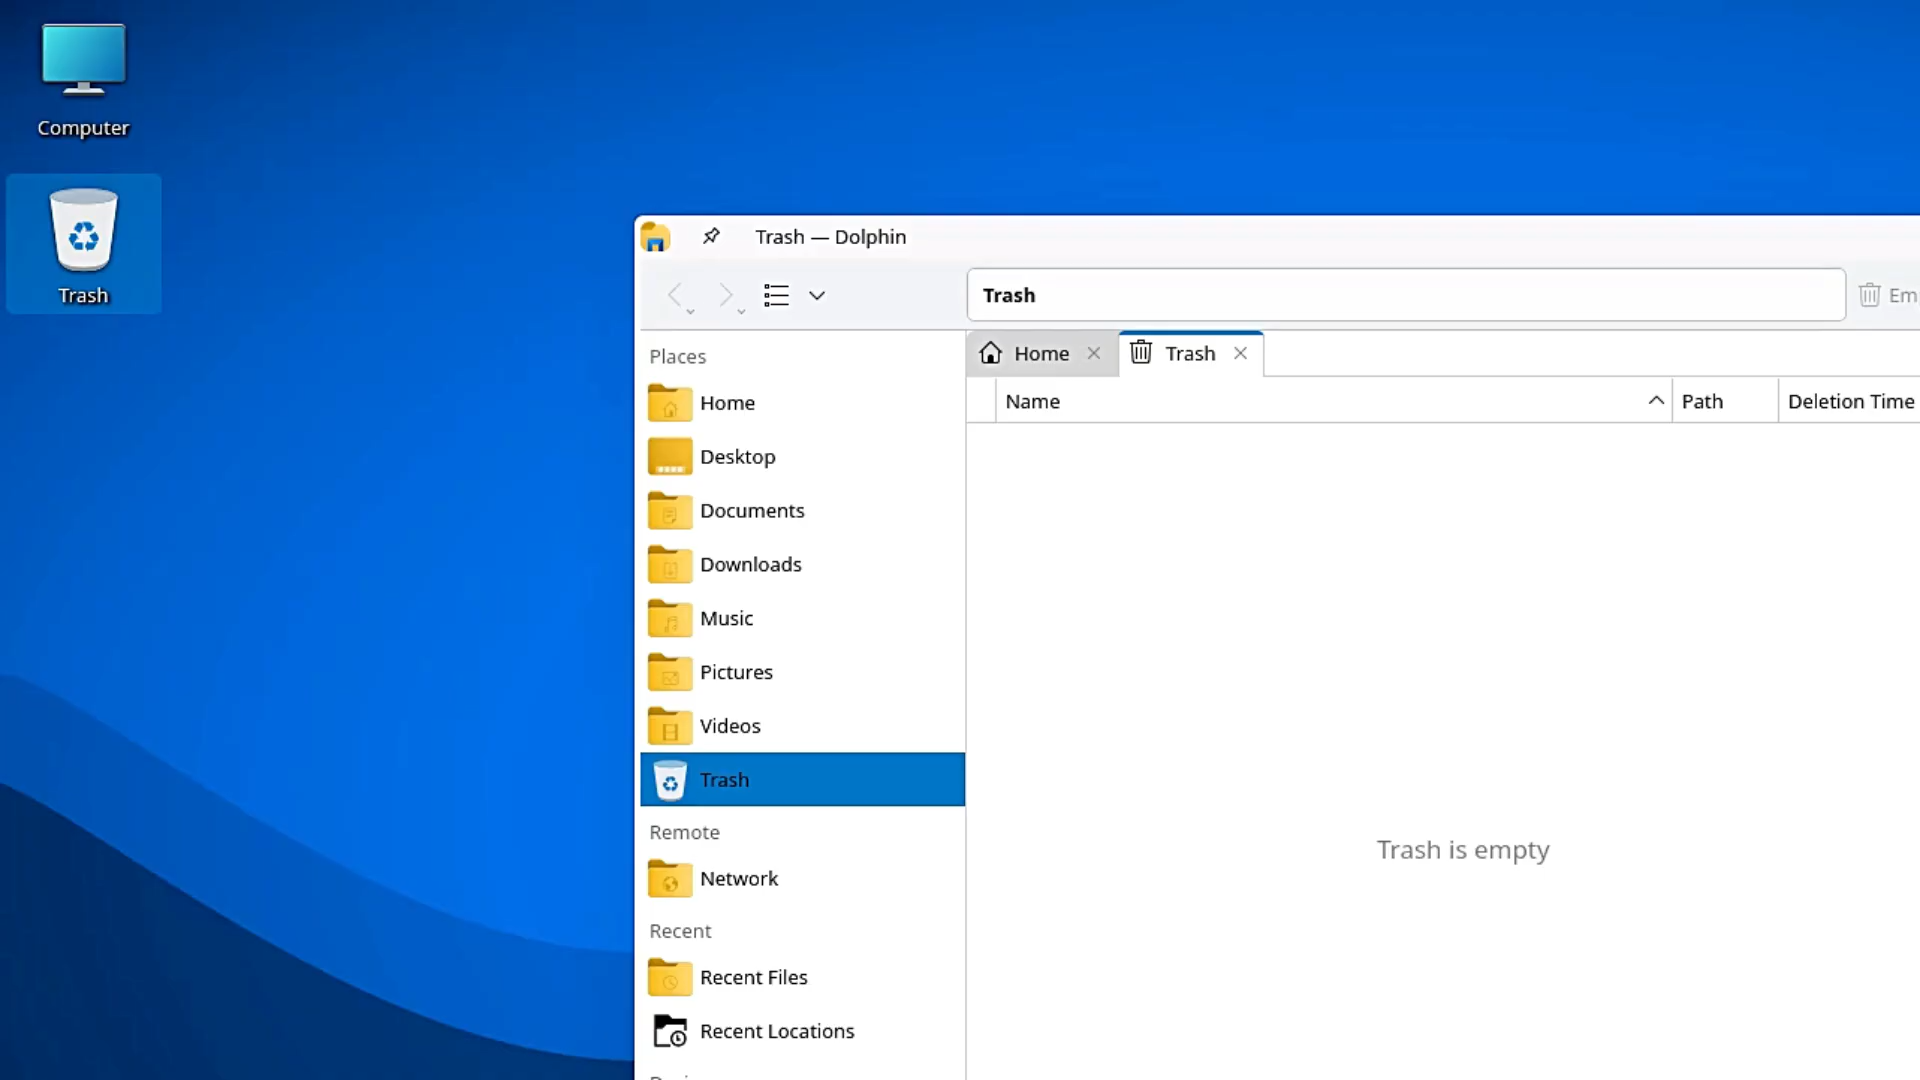 Computer
Trash
Trash — Dolphin
Trash
Em
Home
Trash
Name
Path
Deletion Time
Places
Home
Desktop
Documents
Downloads
Music
Pictures
Videos
Trash
Remote
Network
Recent
Recent Files
Recent Locations
Trash is empty